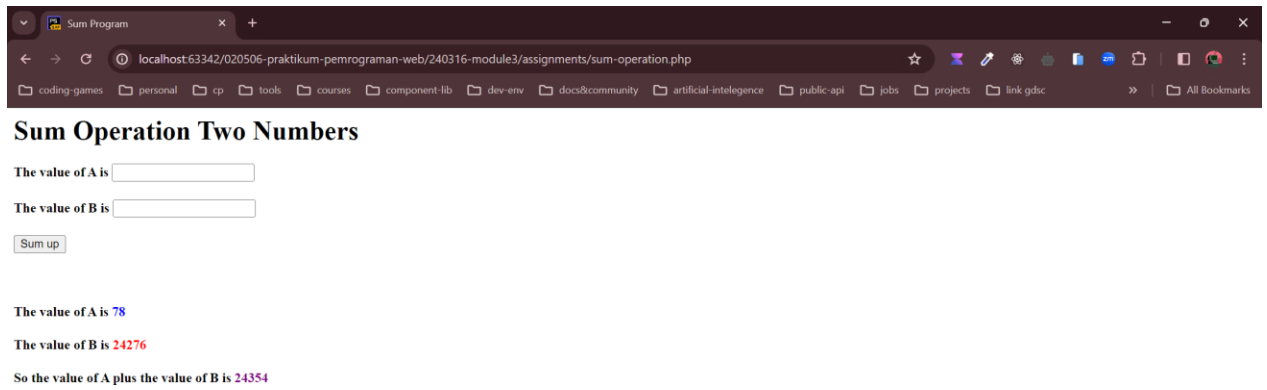 Sum Program
localhost:63342/020506-praktikum-pemrograman-web/240316-module3/assignments/sum-operation.php
coding-games personal cp tools courses component-lib dev-env docs&community artificial-intelegence public-api jobs projects link gdsc » All Bookmarks
Sum Operation Two Numbers
The value of A is
The value of B is
Sum up
The value of A is 78
The value of B is 24276
So the value of A plus the value of B is 24354